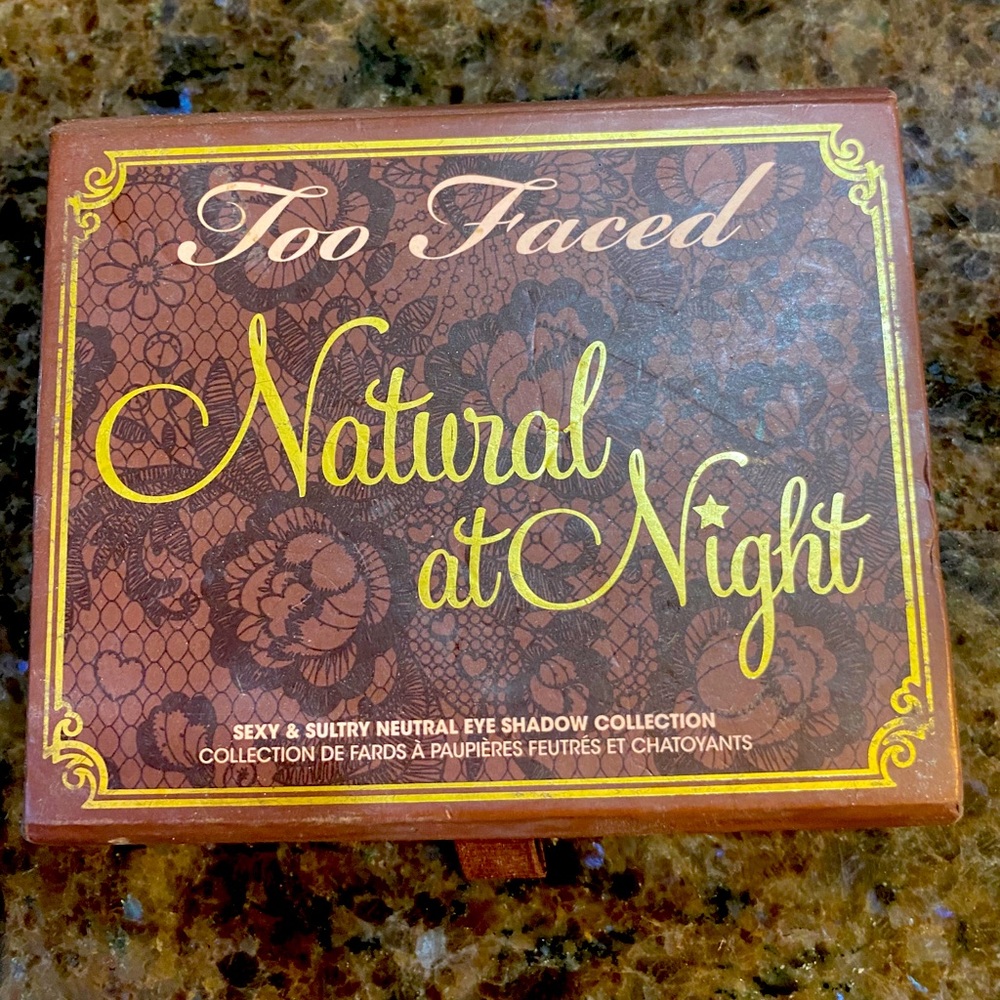 Too Faced
Natural
at Night
SEXY & SULTRY NEUTRAL EYE SHADOW COLLECTION
COLLECTION DE FARDS À PAUPIÈRES FEUTRÉS ET CHATOYANTS